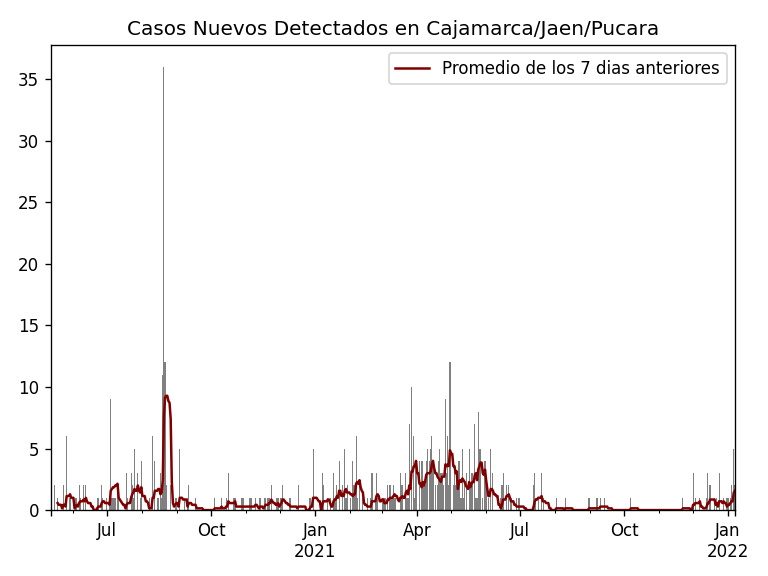 Casos Nuevos Detectados en Cajamarca/Jaen/Pucara
Promedio de los 7 dias anteriores
35
30
25
20
15
10
5
0
Jul
Oct
Jan
2021
Apr
Jul
Oct
Jan
2022